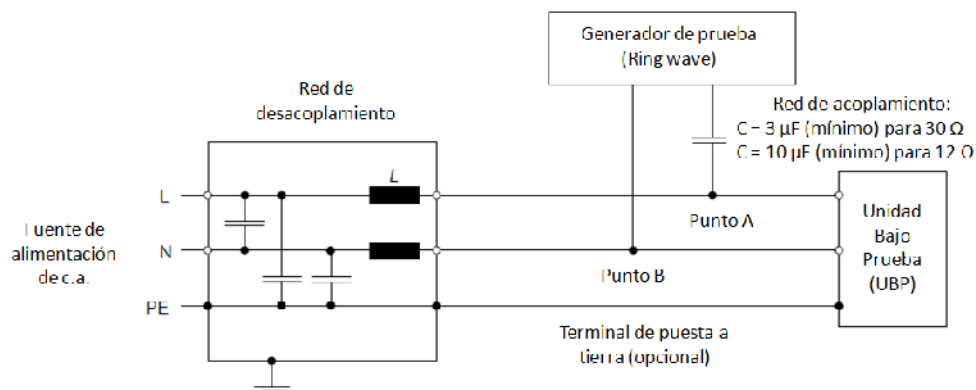 Generador de prueba
(Ring wave)
Red de
desacoplamiento
Red de acoplamiento:
C = 3 µF (mínimo) para 30 Ω
C = 10 µF (mínimo) para 12 Ω
L
L
Punto A
Unidad
Bajo
Prueba
(UBP)
Fuente de
alimentación
de c.a.
N
Punto B
PE
Terminal de puesta a
tierra (opcional)